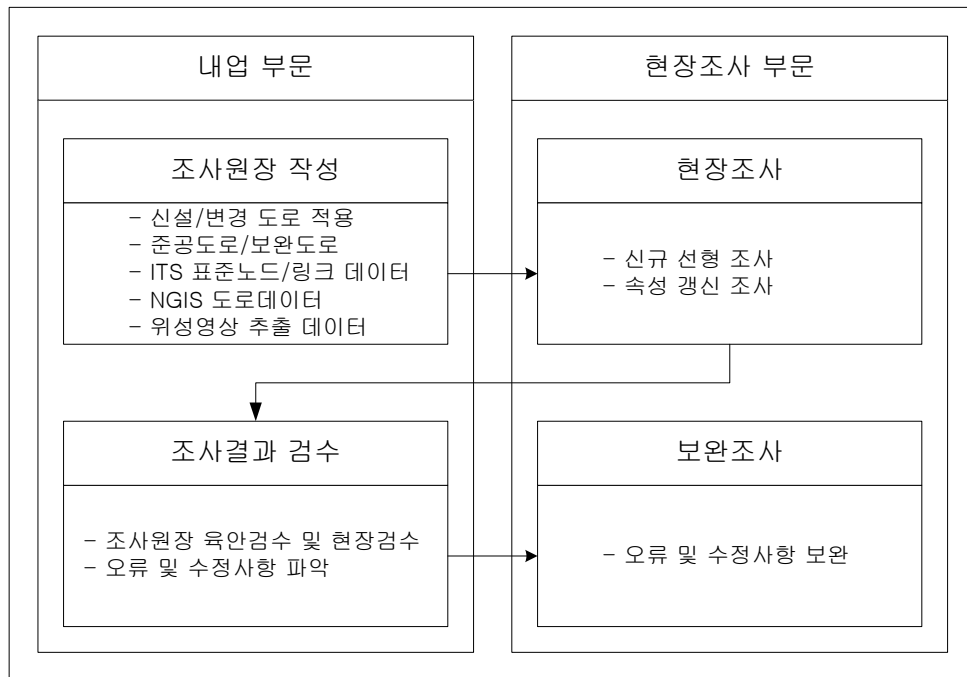 내업 부문
조사원장 작성
- 신설/변경 도로 적용
- 준공도로/보완도로
- ITS 표준노드/링크 데이터
- NGIS 도로데이터
- 위성영상 추출 데이터
조사결과 검수
- 조사원장 육안검수 및 현장검수
- 오류 및 수정사항 파악
현장조사 부문
현장조사
- 신규 선형 조사
- 속성 갱신 조사
보완조사
- 오류 및 수정사항 보완